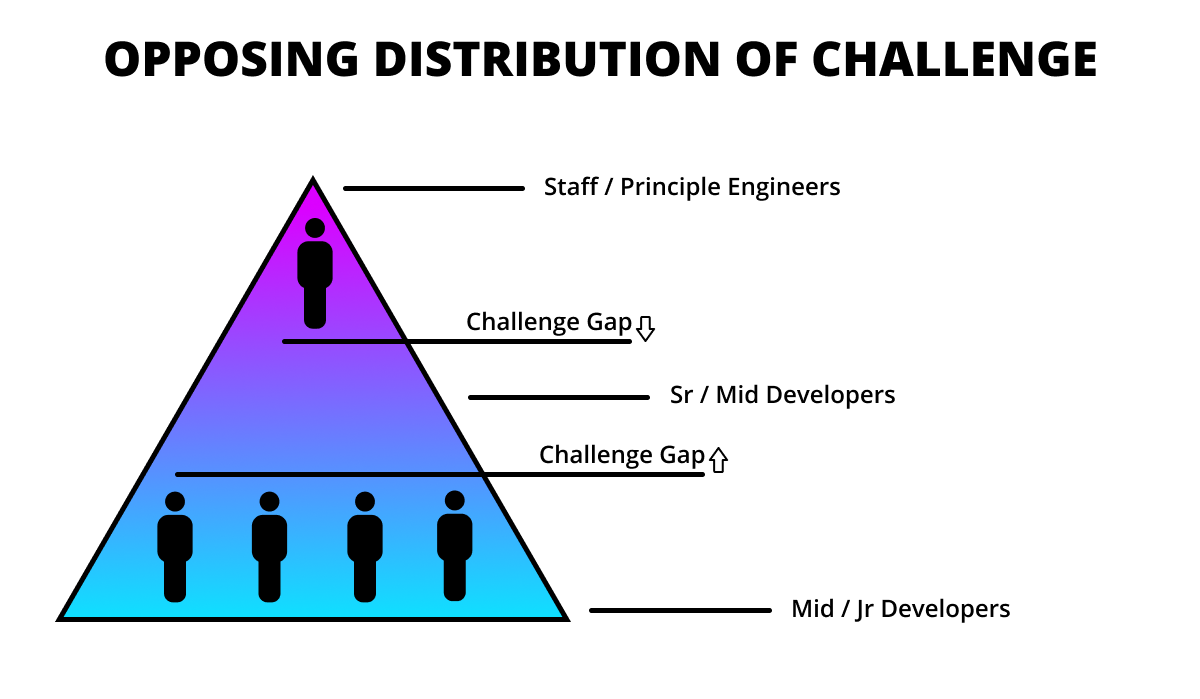 OPPOSING DISTRIBUTION OF CHALLENGE
Staff / Principle Engineers
Challenge Gap
Sr / Mid Developers
Challenge Gap
Mid / Jr Developers